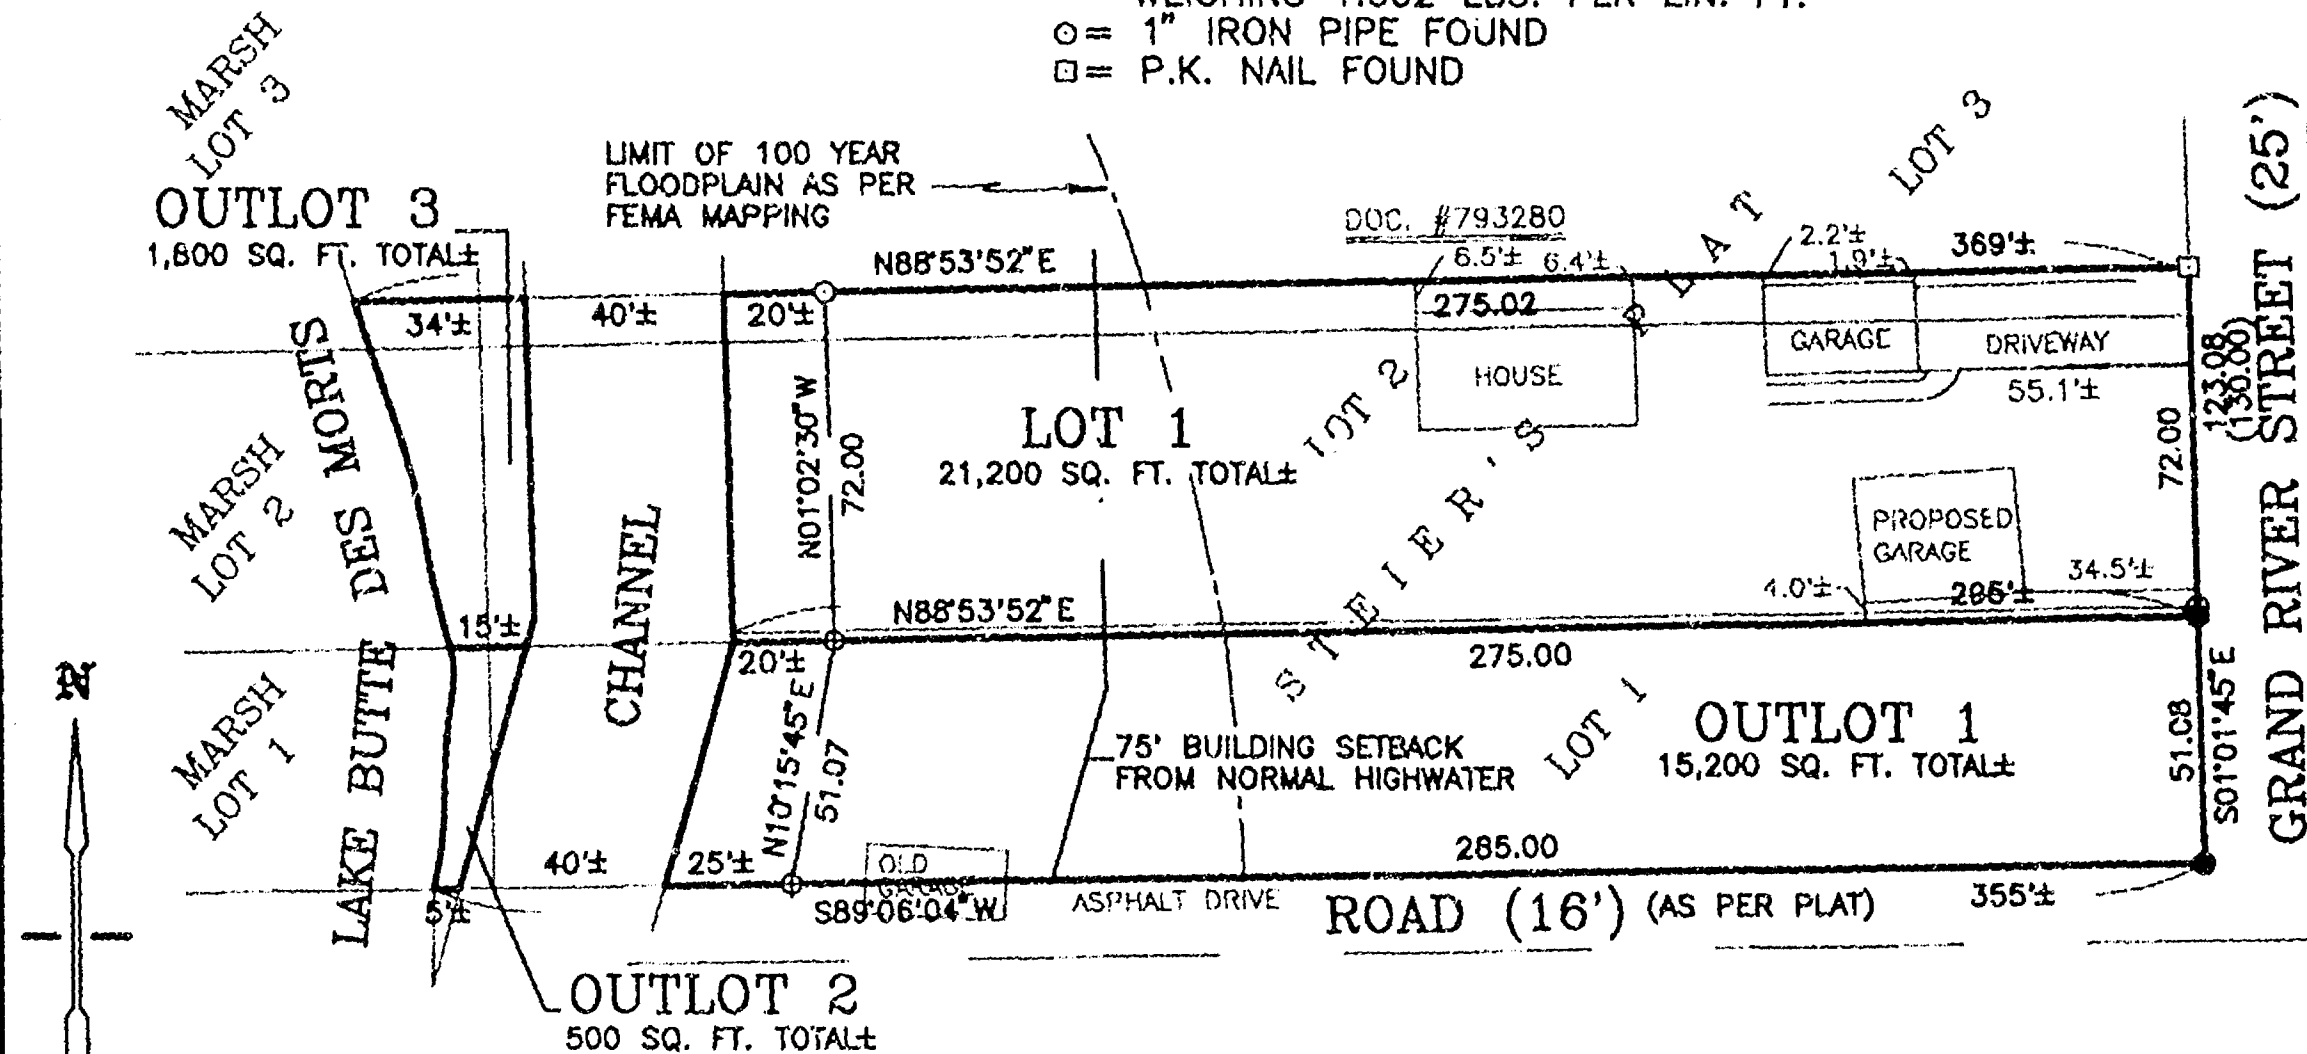 WEIGHING 1.502 LBS. PER LIN. FT.
⊙= 1" IRON PIPE FOUND
⊡= P.K. NAIL FOUND
MARSH
LOT 3
LIMIT OF 100 YEAR
FLOODPLAIN AS PER
FEMA MAPPING
OUTLOT 3
1,800 SQ. FT. TOTAL±
LOT 3
PLAT
DOC. #793280
6.5'± 6.4'±
2.2'±
1.9'±
369'±
N88°53'52"E
275.02
34'±
40'±
20'±
GARAGE
DRIVEWAY
55.1'±
HOUSE
LOT 2
N01°02'30"W
72.00
LOT 1
21,200 SQ. FT. TOTAL±
72.00
123.08
(130.00)
GRAND RIVER STREET (25')
MARSH
LOT 2
LAKE BUTTE DES MORTS
CHANNEL
STEIER'S
PROPOSED
GARAGE
34.5'±
4.0'±
285'±
N88°53'52"E
275.00
15'±
20'±
N
MARSH
LOT 1
N10°15'45"E
51.07
75' BUILDING SETBACK
FROM NORMAL HIGHWATER
LOT 1
OUTLOT 1
15,200 SQ. FT. TOTAL±
51.08
S01°01'45"E
285.00
40'±
25'±
5'±
OLD
GARAGE
S89°06'04"W
ASPHALT DRIVE
ROAD (16') (AS PER PLAT)
355'±
OUTLOT 2
500 SQ. FT. TOTAL±